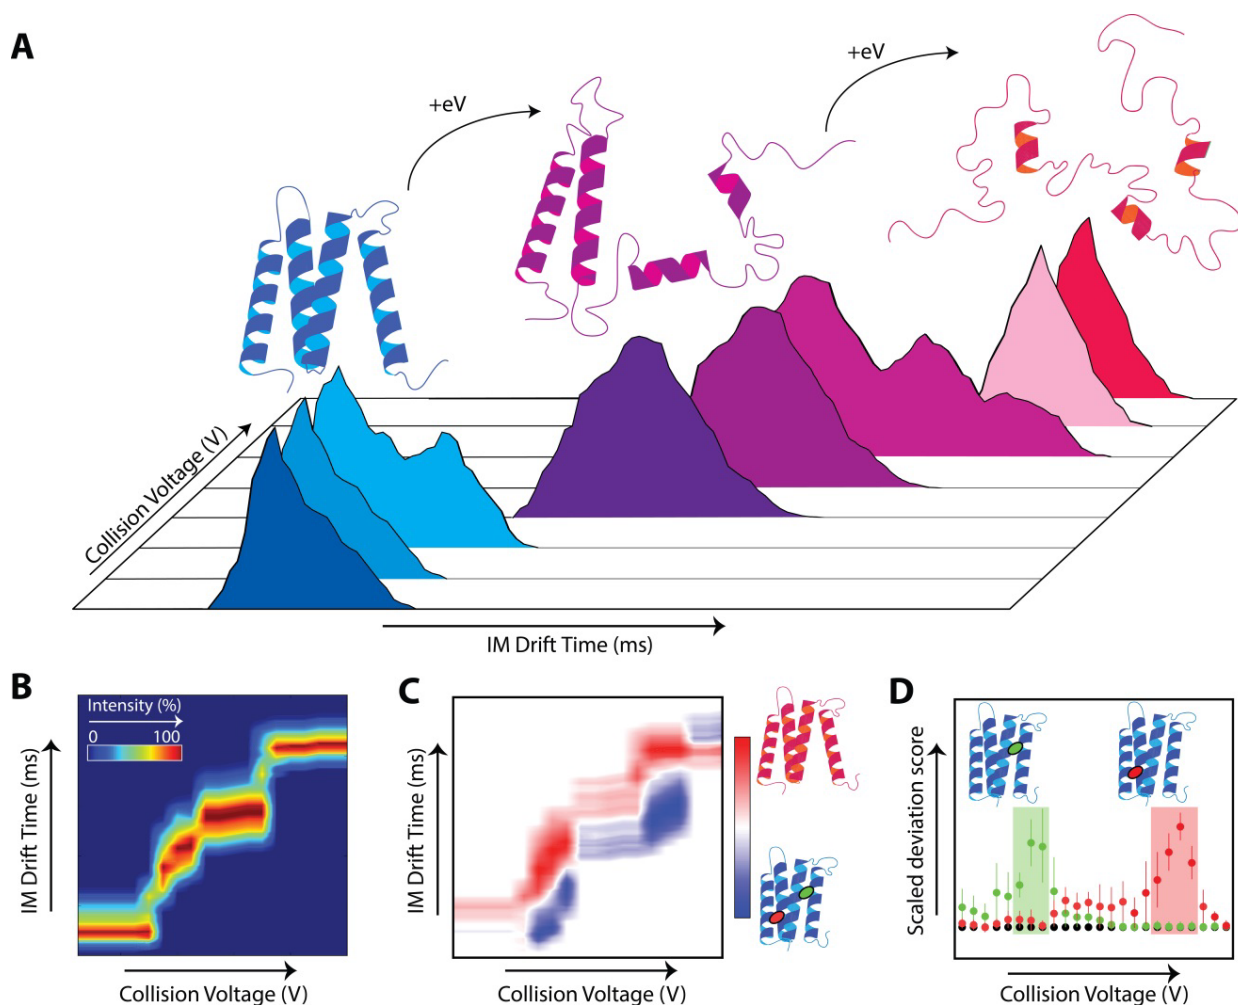 A
+eV
+eV
Collision Voltage (V)
IM Drift Time (ms)
B
Intensity (%)
0 100
IM Drift Time (ms)
Collision Voltage (V)
C
IM Drift Time (ms)
Collision Voltage (V)
D
Scaled deviation score
Collision Voltage (V)